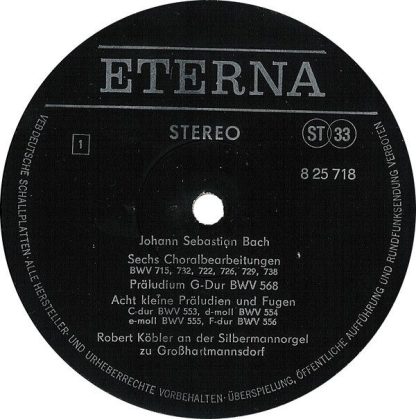 ETERNA
STEREO
ST 33
1
8 25 718
Johann Sebastian Bach
Sechs Choralbearbeitungen
BWV 715, 732, 722, 726, 729, 738
Präludium G-Dur BWV 568
Acht kleine Präludien und Fugen
C-dur BWV 553, d-moll BWV 554
e-moll BWV 555, F-dur BWV 556
Robert Köbler an der Silbermannorgel
zu Großhartmannsdorf
VEB DEUTSCHE SCHALLPLATTEN · ALLE HERSTELLER- UND URHEBERRECHTE VORBEHALTEN · ÜBERSPIELUNG, ÖFFENTLICHE AUFFÜHRUNG UND RUNDFUNKSENDUNG VERBOTEN